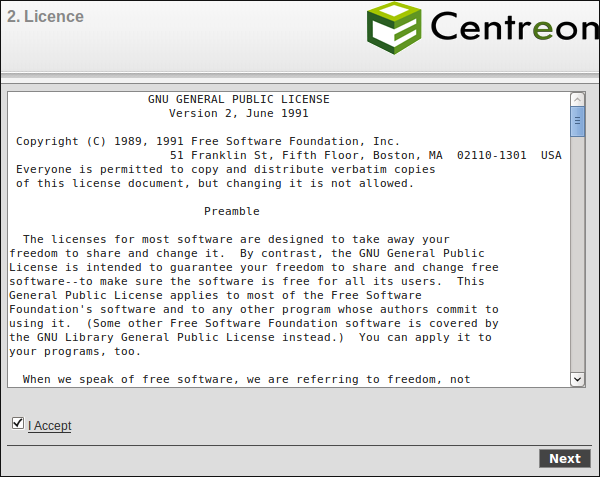 2. Licence
Centreon
GNU GENERAL PUBLIC LICENSE
Version 2, June 1991
Copyright (C) 1989, 1991 Free Software Foundation, Inc.
51 Franklin St, Fifth Floor, Boston, MA  02110-1301  USA
Everyone is permitted to copy and distribute verbatim copies
of this license document, but changing it is not allowed.
Preamble
The licenses for most software are designed to take away your
freedom to share and change it.  By contrast, the GNU General Public
License is intended to guarantee your freedom to share and change free
software--to make sure the software is free for all its users.  This
General Public License applies to most of the Free Software
Foundation's software and to any other program whose authors commit to
using it.  (Some other Free Software Foundation software is covered by
the GNU Library General Public License instead.)  You can apply it to
your programs, too.
When we speak of free software, we are referring to freedom, not
I Accept
Next